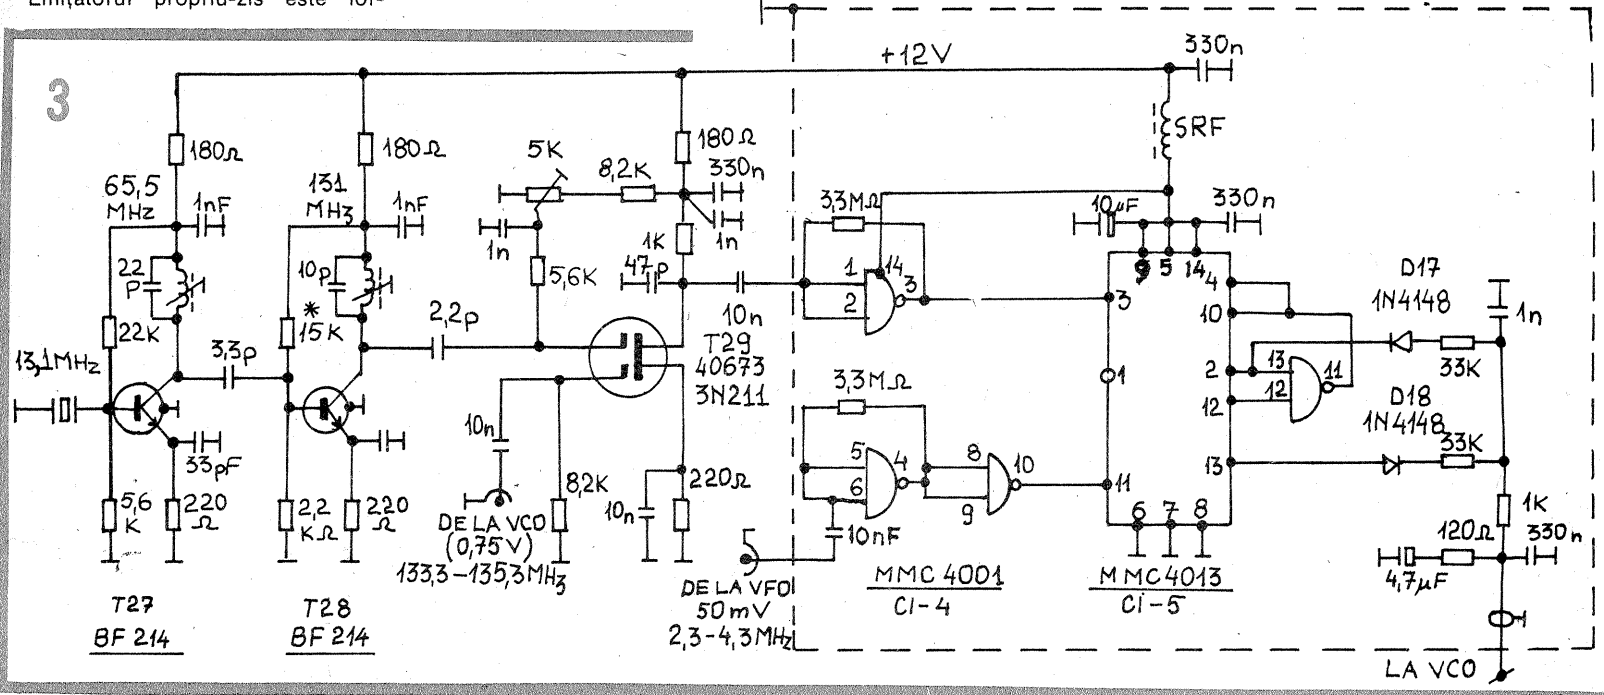 Emițătorul propriu-zis este for-
3
+12V
330n
SRF
180Ω
180Ω
180Ω
65,5
MHz
1nF
131
MHz
1nF
5K
8,2K
330n
1n
1n
1K
47p
5,6K
10n
22
p
10p
*
15K
22K
3,3p
2,2p
13,1MHz
33pF
5,6
K
220
Ω
2,2
KΩ
220
Ω
T29
40673
3N211
10n
8,2K
10n
220Ω
DE LA VCO
(0,75V)
133,3–135,3MHz
DE LA VFO
50mV
2,3-4,3MHz
T27
BF 214
T28
BF 214
3,3MΩ
1
2
14
3
3,3MΩ
5
6
4
8
9
10
10nF
MMC 4001
CI-4
10µF
330n
9
5
14
3
1
11
4
10
2
12
13
6
7
8
MMC4013
CI-5
13
12
11
D17
1N4148
33K
1n
D18
1N4148
33K
1K
120Ω
330n
4,7µF
LA VCO